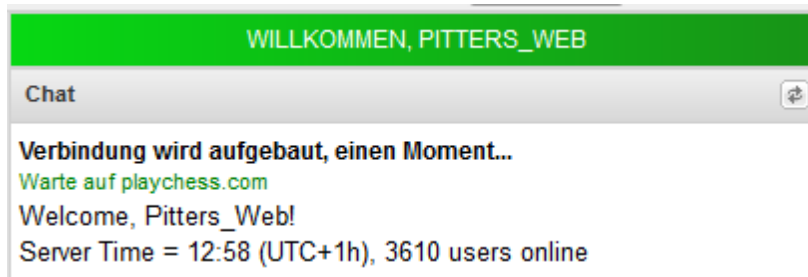 WILLKOMMEN, PITTERS_WEB
Chat
Verbindung wird aufgebaut, einen Moment...
Warte auf playchess.com
Welcome, Pitters_Web!
Server Time = 12:58 (UTC+1h), 3610 users online